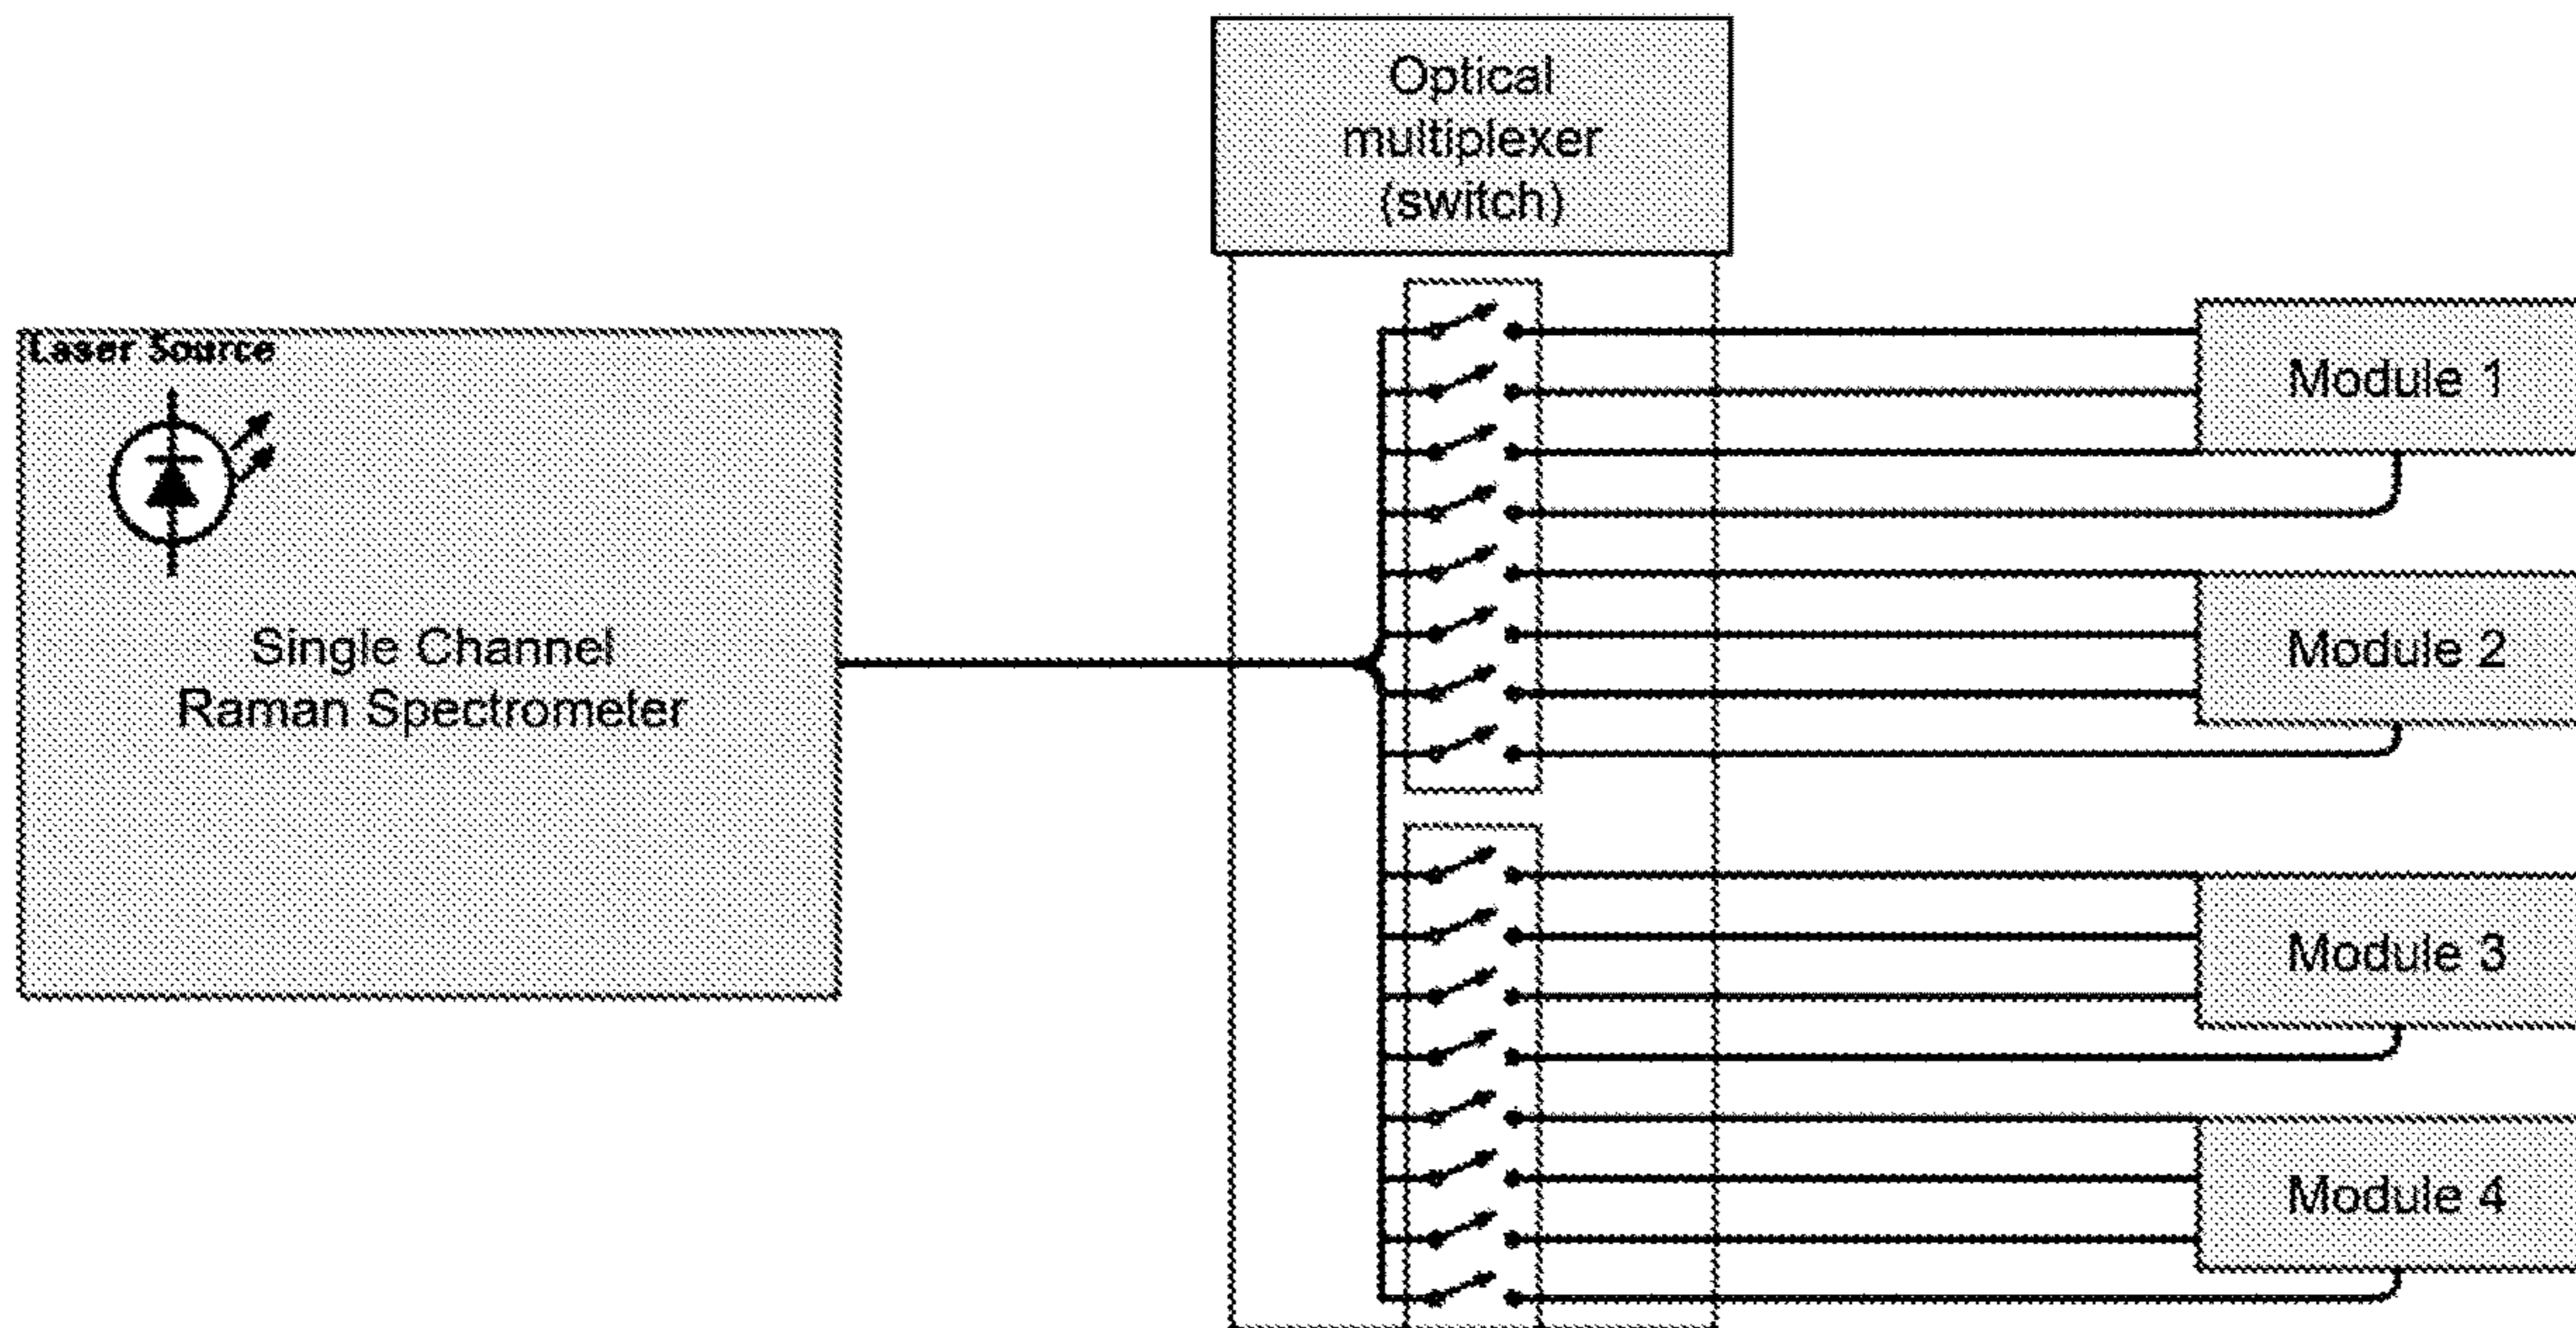 Optical
multiplexer
(switch)
Laser Source
Single Channel
Raman Spectrometer
Module 1
Module 2
Module 3
Module 4